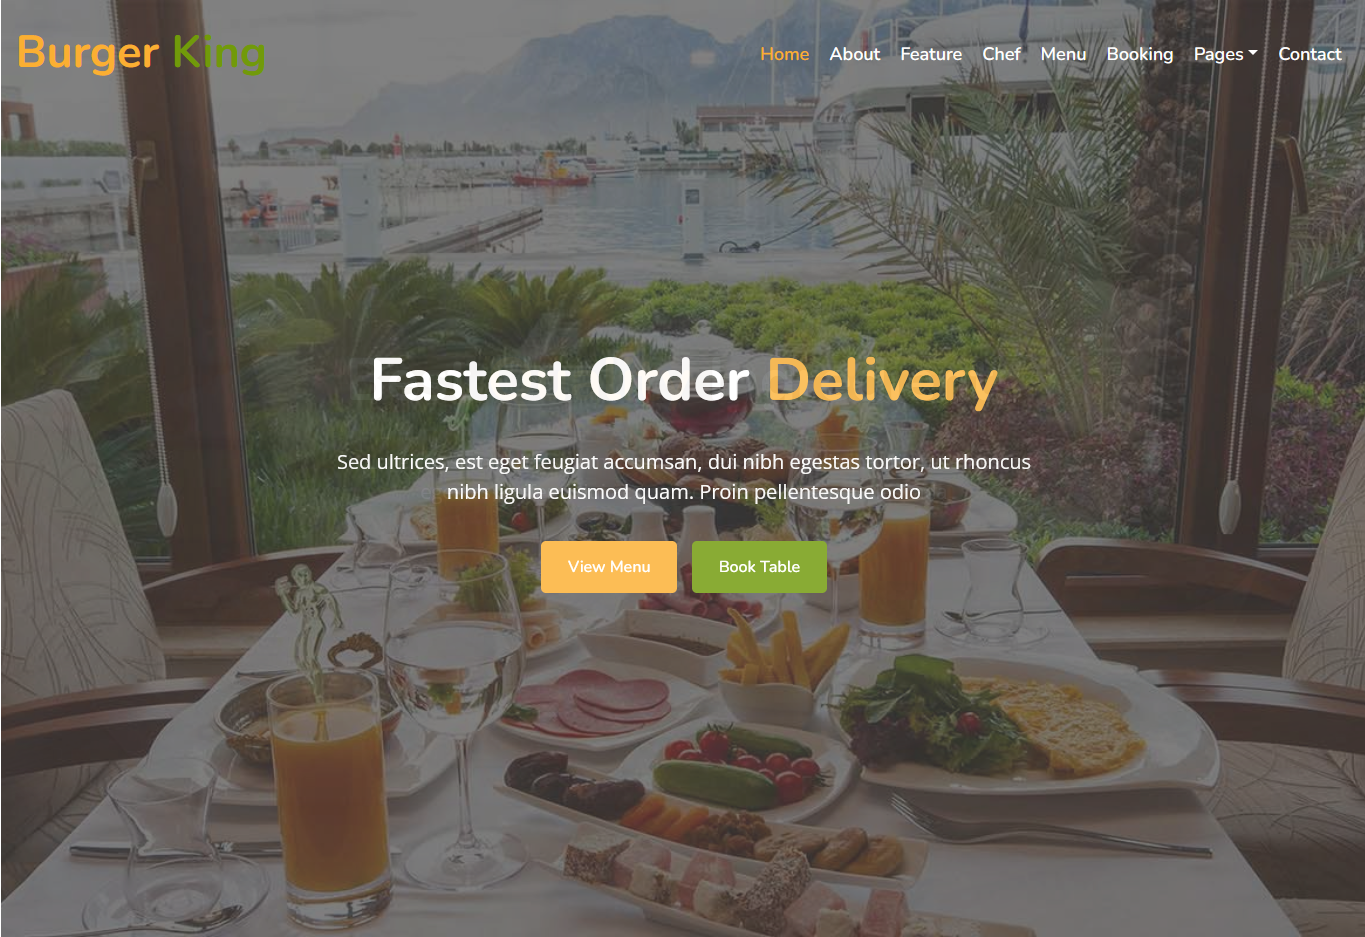 Burger King
Home About Feature Chef Menu Booking Pages Contact
Fastest Order Delivery
Sed ultrices, est eget feugiat accumsan, dui nibh egestas tortor, ut rhoncus
nibh ligula euismod quam. Proin pellentesque odio
View Menu Book Table